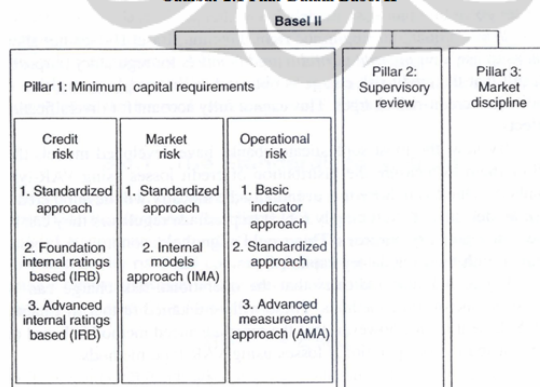 Basel II
Pillar 1: Minimum capital requirements
Credit
risk
1. Standardized
approach
2. Foundation
internal ratings
based (IRB)
3. Advanced
internal ratings
based (IRB)
Market
risk
1. Standardized
approach
2. Internal
models
approach (IMA)
Operational
risk
1. Basic
indicator
approach
2. Standardized
approach
3. Advanced
measurement
approach (AMA)
Pillar 2:
Supervisory
review
Pillar 3:
Market
discipline